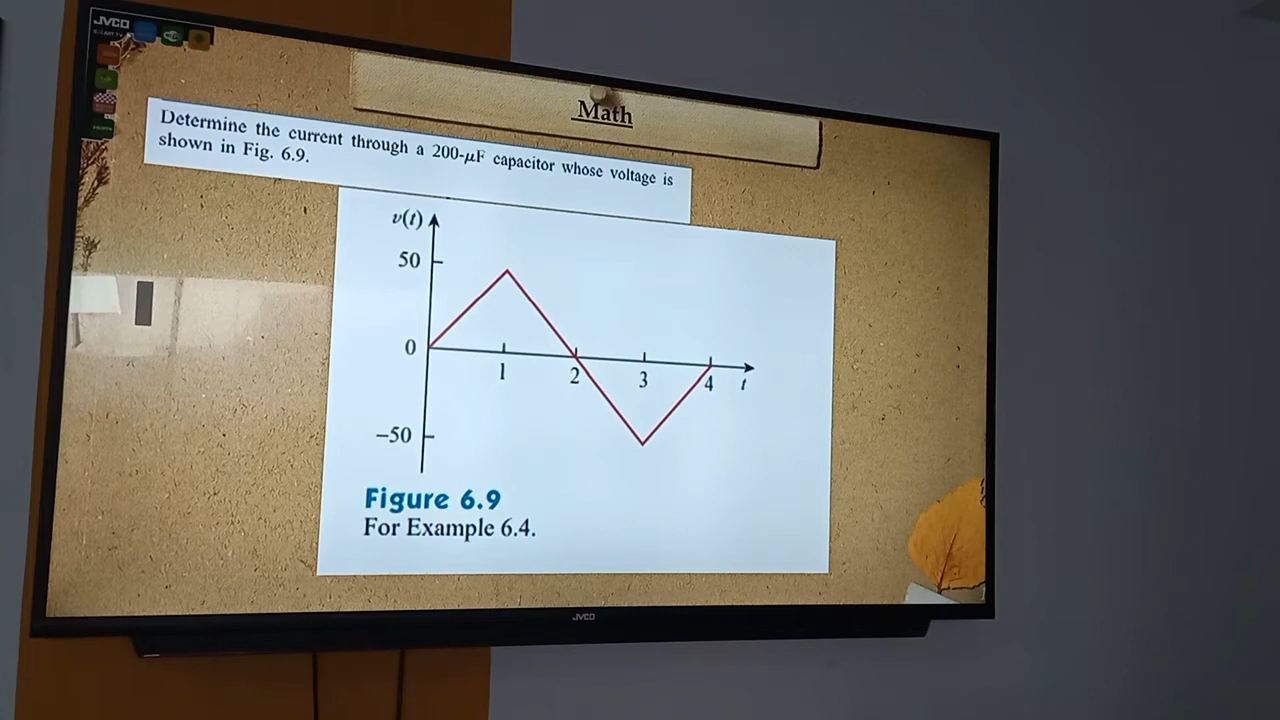 JVCO
Math
Determine the current through a 200-μF capacitor whose voltage is
shown in Fig. 6.9.
v(t)
50
0
1
2
3
4
t
−50
Figure 6.9
For Example 6.4.
JVCO